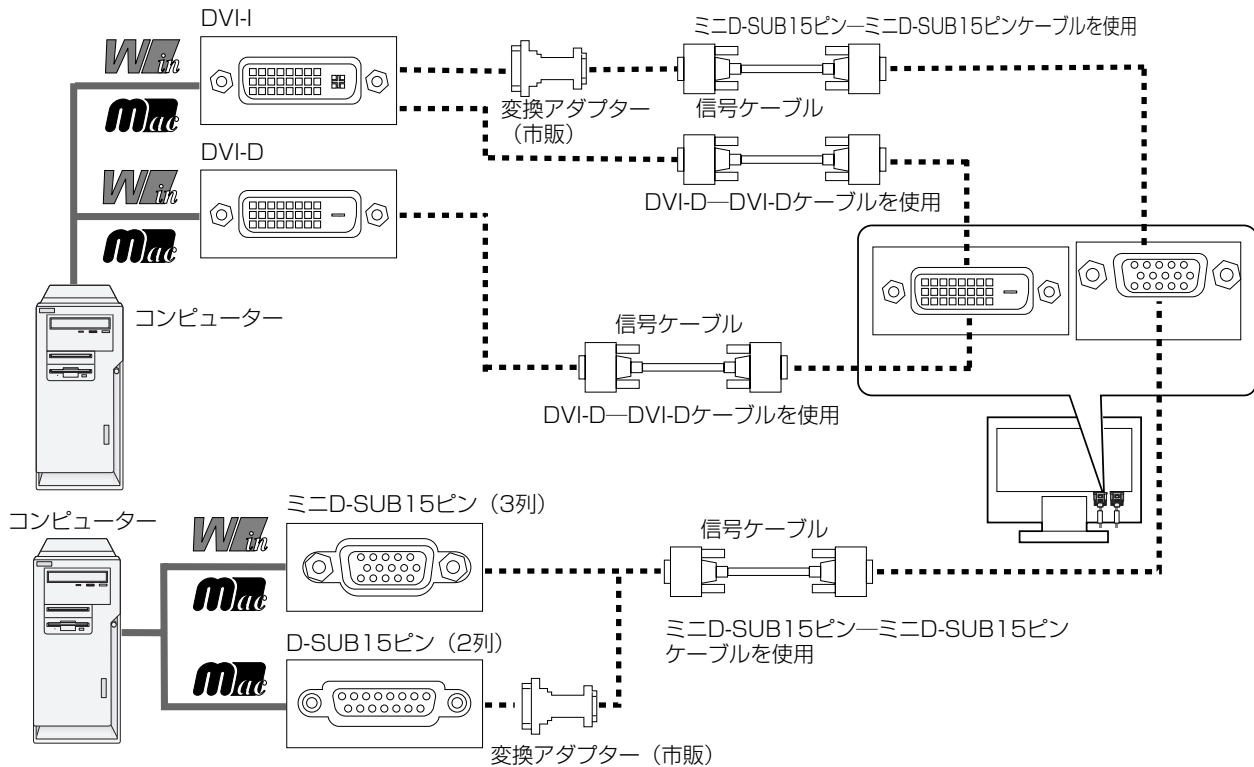 DVI-I
ミニD-SUB15ピン―ミニD-SUB15ピンケーブルを使用
Win
Mac
変換アダプター
（市販）
信号ケーブル
DVI-D
Win
Mac
DVI-D―DVI-Dケーブルを使用
コンピューター
信号ケーブル
DVI-D―DVI-Dケーブルを使用
コンピューター
ミニD-SUB15ピン（3列）
Win
Mac
信号ケーブル
ミニD-SUB15ピン―ミニD-SUB15ピン
ケーブルを使用
D-SUB15ピン（2列）
Mac
変換アダプター（市販）